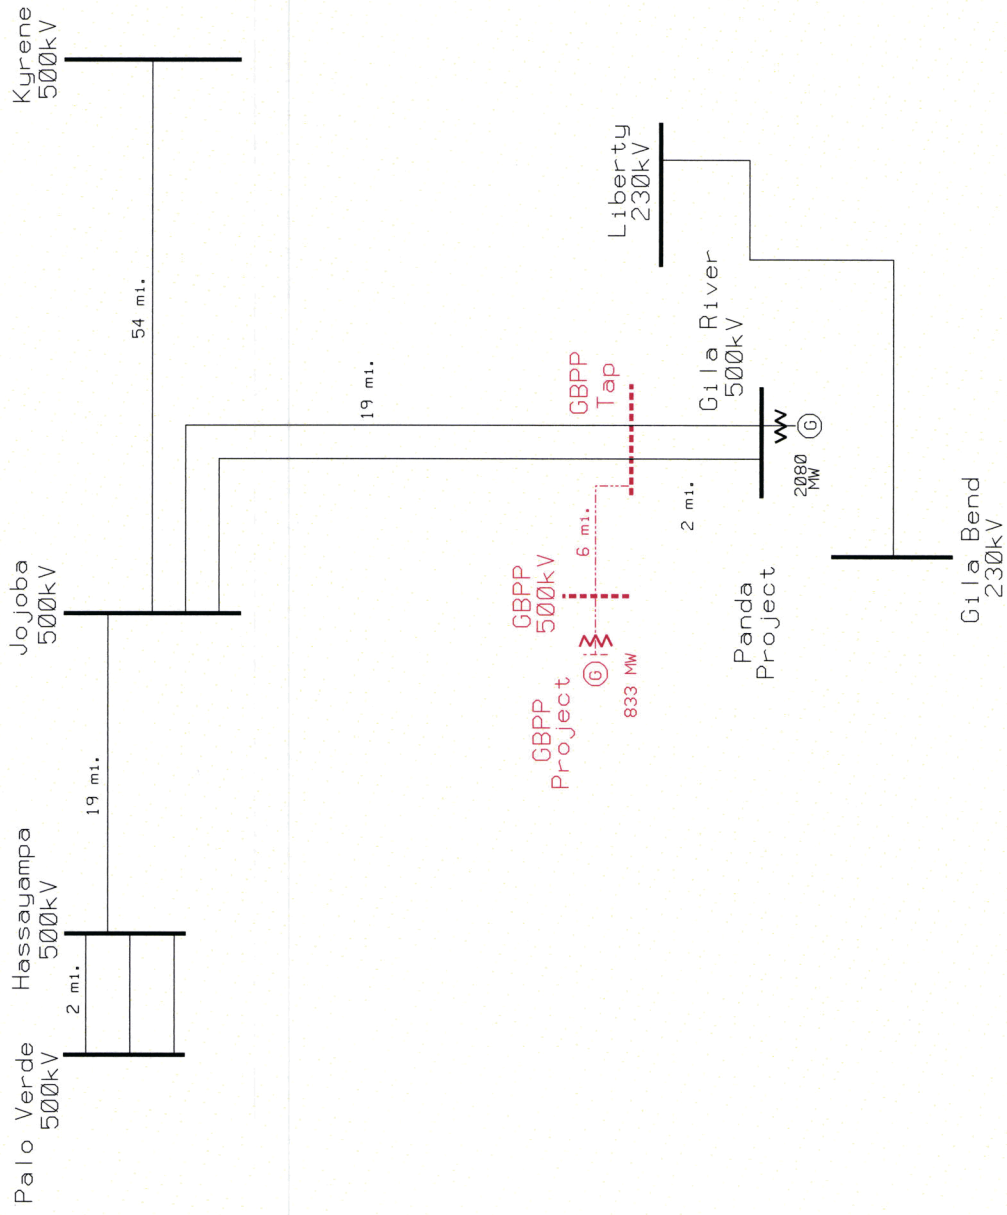 Palo Verde
500kV
2 mi.
Hassayampa
500kV
19 mi.
Jojoba
500kV
54 mi.
Kyrene
500kV
19 mi.
GBPP
Project
833 MW
G
GBPP
500kV
6 mi.
GBPP
Tap
2 mi.
Panda
Project
2080
MW
G
Gila River
500kV
Liberty
230kV
Gila Bend
230kV